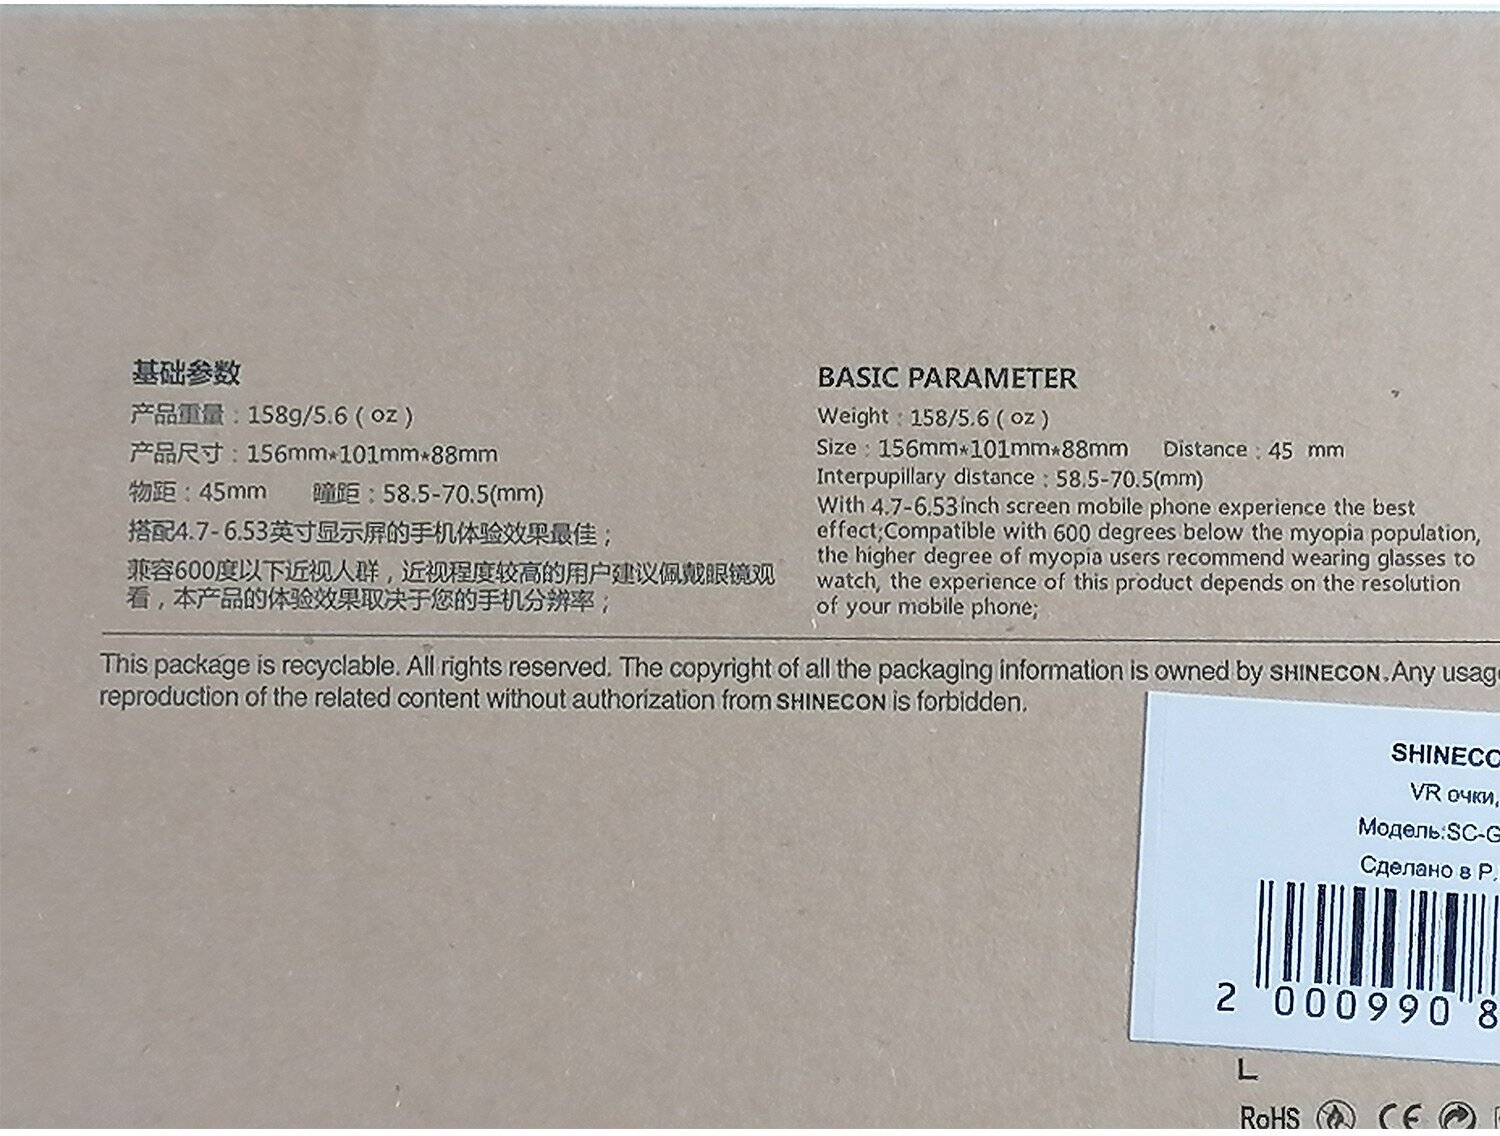 基础参数
产品重量：158g/5.6 ( oz )
产品尺寸：156mm*101mm*88mm
物距：45mm 瞳距：58.5-70.5(mm)
搭配4.7-6.53英寸显示屏的手机体验效果最佳；
兼容600度以下近视人群，近视程度较高的用户建议佩戴眼镜观
看，本产品的体验效果取决于您的手机分辨率；
BASIC PARAMETER
Weight : 158/5.6 ( oz )
Size : 156mm*101mm*88mm Distance : 45 mm
Interpupillary distance : 58.5-70.5(mm)
With 4.7-6.53inch screen mobile phone experience the best
effect;Compatible with 600 degrees below the myopia population,
the higher degree of myopia users recommend wearing glasses to
watch, the experience of this product depends on the resolution
of your mobile phone;
This package is recyclable. All rights reserved. The copyright of all the packaging information is owned by SHINECON.Any usag
reproduction of the related content without authorization from SHINECON is forbidden.
SHINECO
VR очки,
Модель:SC-G
Сделано в Р.
2 000990 8
L
RoHS CE